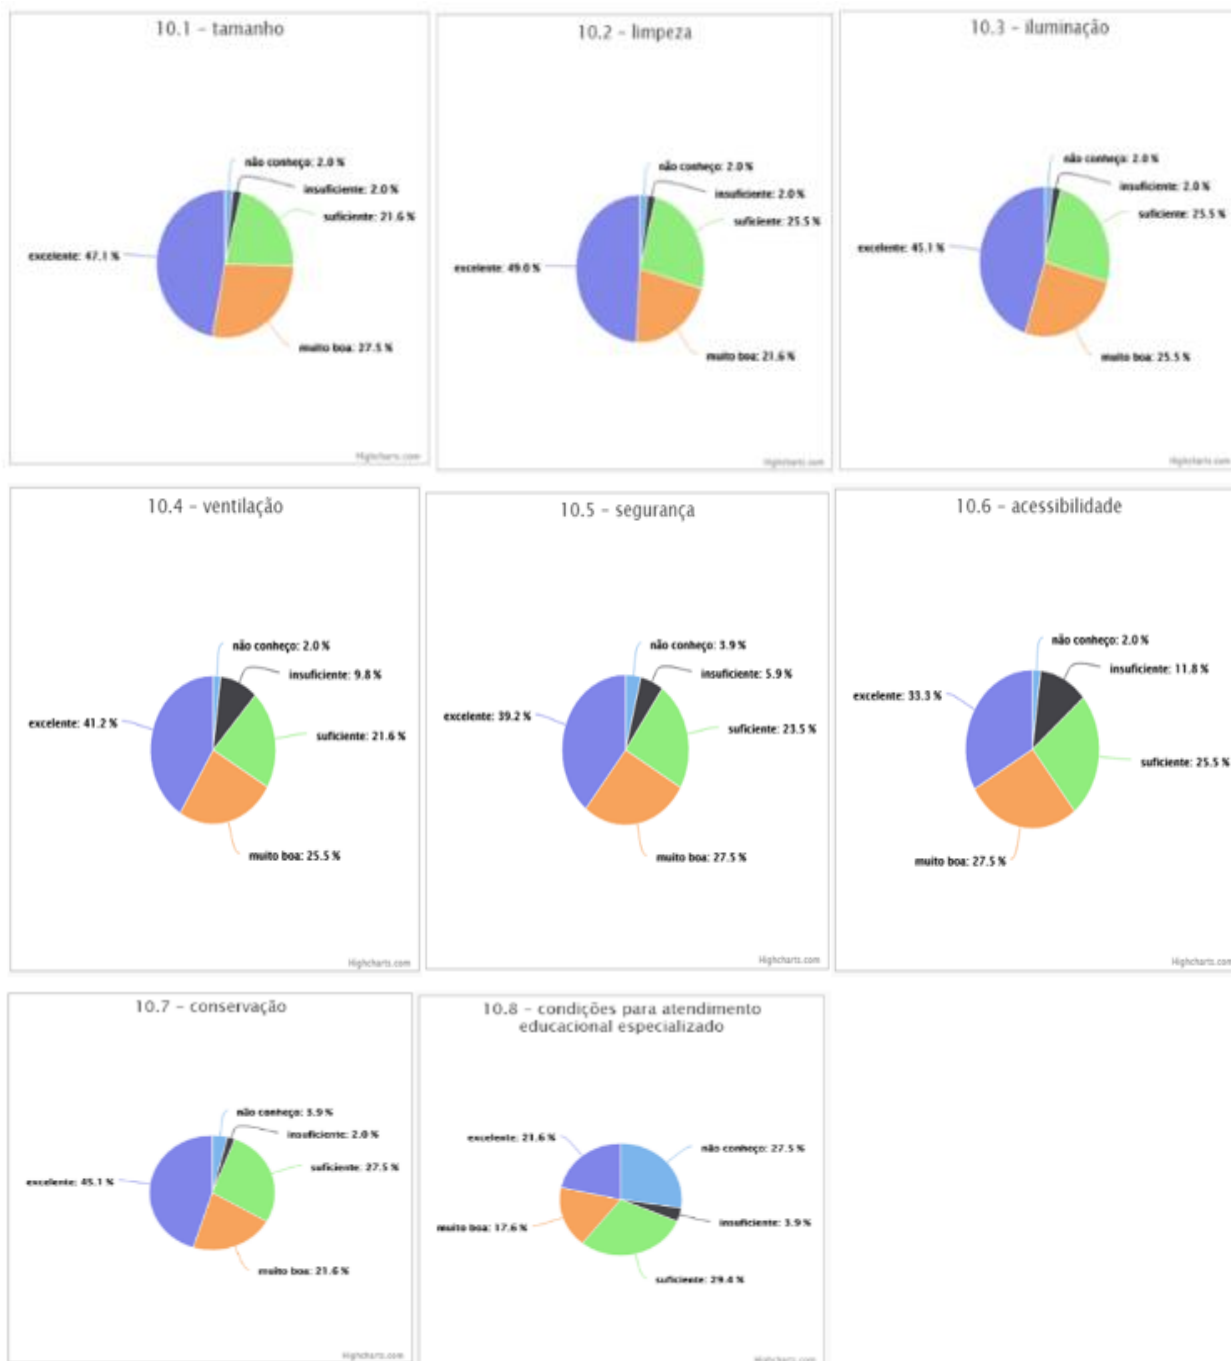 10.1 – tamanho
não conheço: 2.0 %
insuficiente: 2.0 %
suficiente: 21.6 %
excelente: 47.1 %
muito boa: 27.5 %
Highcharts.com
10.2 – limpeza
não conheço: 2.0 %
insuficiente: 2.0 %
suficiente: 25.5 %
excelente: 49.0 %
muito boa: 21.6 %
Highcharts.com
10.3 – iluminação
não conheço: 2.0 %
insuficiente: 2.0 %
suficiente: 25.5 %
excelente: 45.1 %
muito boa: 25.5 %
Highcharts.com
10.4 – ventilação
não conheço: 2.0 %
insuficiente: 9.8 %
excelente: 41.2 %
suficiente: 21.6 %
muito boa: 25.5 %
Highcharts.com
10.5 – segurança
não conheço: 3.9 %
insuficiente: 5.9 %
excelente: 39.2 %
suficiente: 23.5 %
muito boa: 27.5 %
Highcharts.com
10.6 – acessibilidade
não conheço: 2.0 %
insuficiente: 11.8 %
excelente: 33.3 %
suficiente: 25.5 %
muito boa: 27.5 %
Highcharts.com
10.7 – conservação
não conheço: 3.9 %
insuficiente: 2.0 %
suficiente: 27.5 %
excelente: 45.1 %
muito boa: 21.6 %
Highcharts.com
10.8 – condições para atendimento
educacional especializado
excelente: 21.6 %
não conheço: 27.5 %
insuficiente: 3.9 %
muito boa: 17.6 %
suficiente: 29.4 %
Highcharts.com